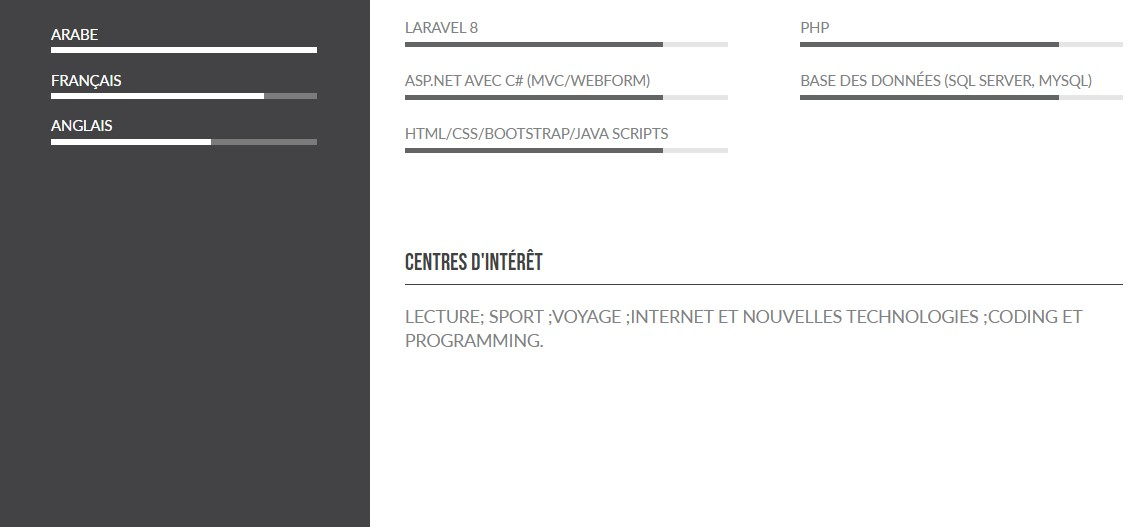 ARABE
FRANÇAIS
ANGLAIS
LARAVEL 8
PHP
ASP.NET AVEC C# (MVC/WEBFORM)
BASE DES DONNÉES (SQL SERVER, MYSQL)
HTML/CSS/BOOTSTRAP/JAVA SCRIPTS
CENTRES D'INTÉRÊT
LECTURE; SPORT ;VOYAGE ;INTERNET ET NOUVELLES TECHNOLOGIES ;CODING ET
PROGRAMMING.